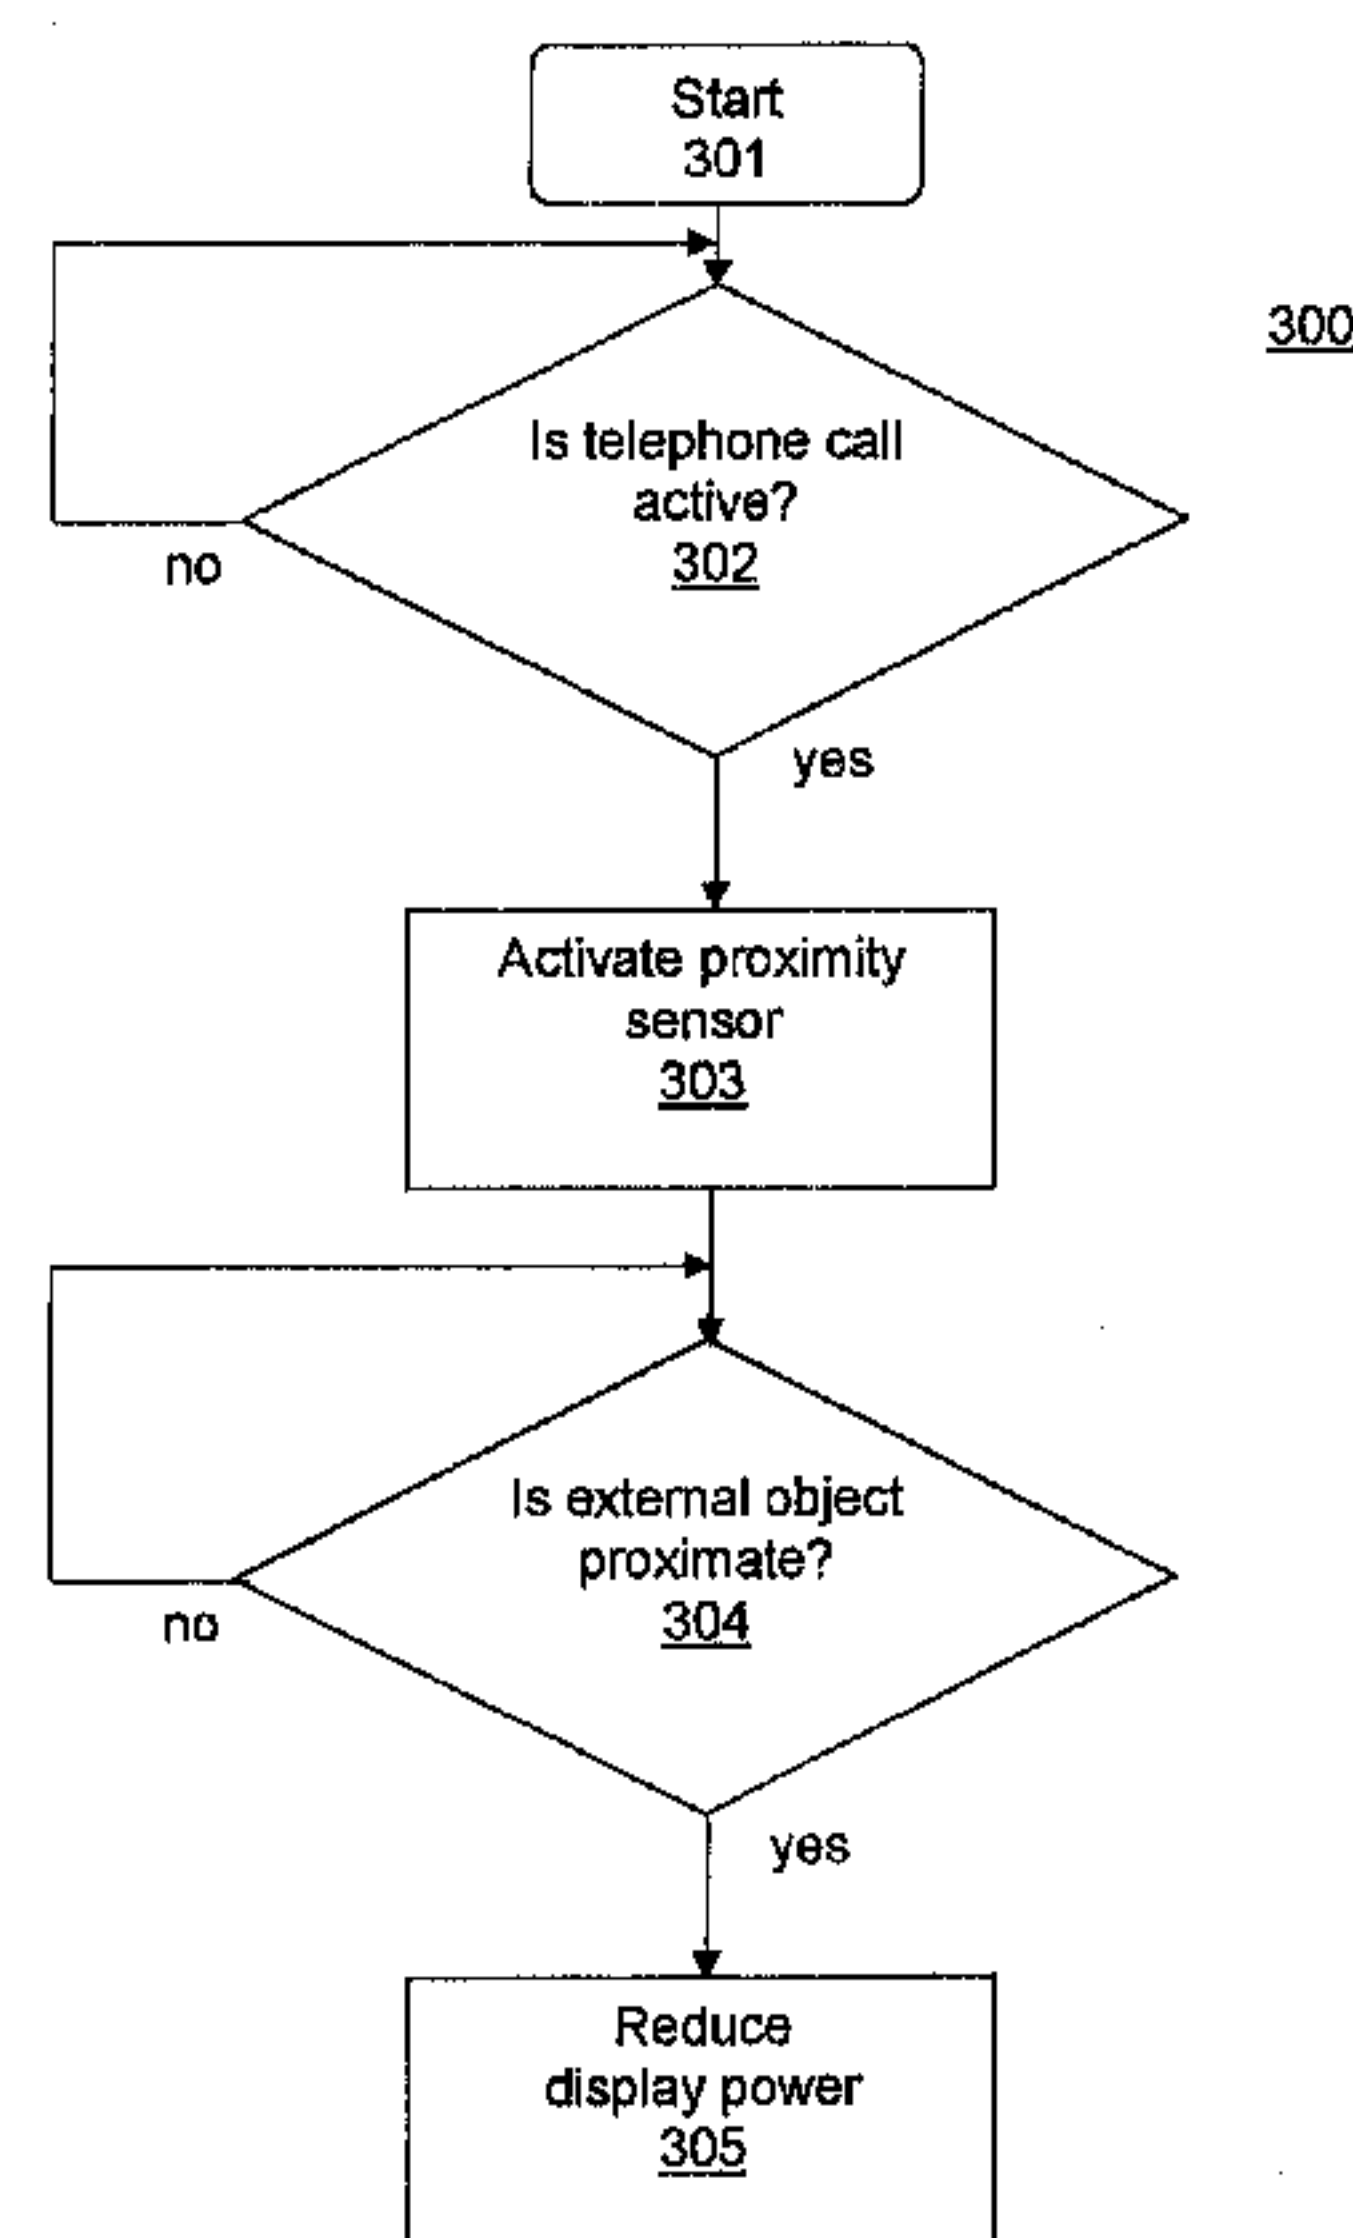 Start
301
300
Is telephone call
active?
302
no
yes
Activate proximity
sensor
303
Is external object
proximate?
304
no
yes
Reduce
display power
305